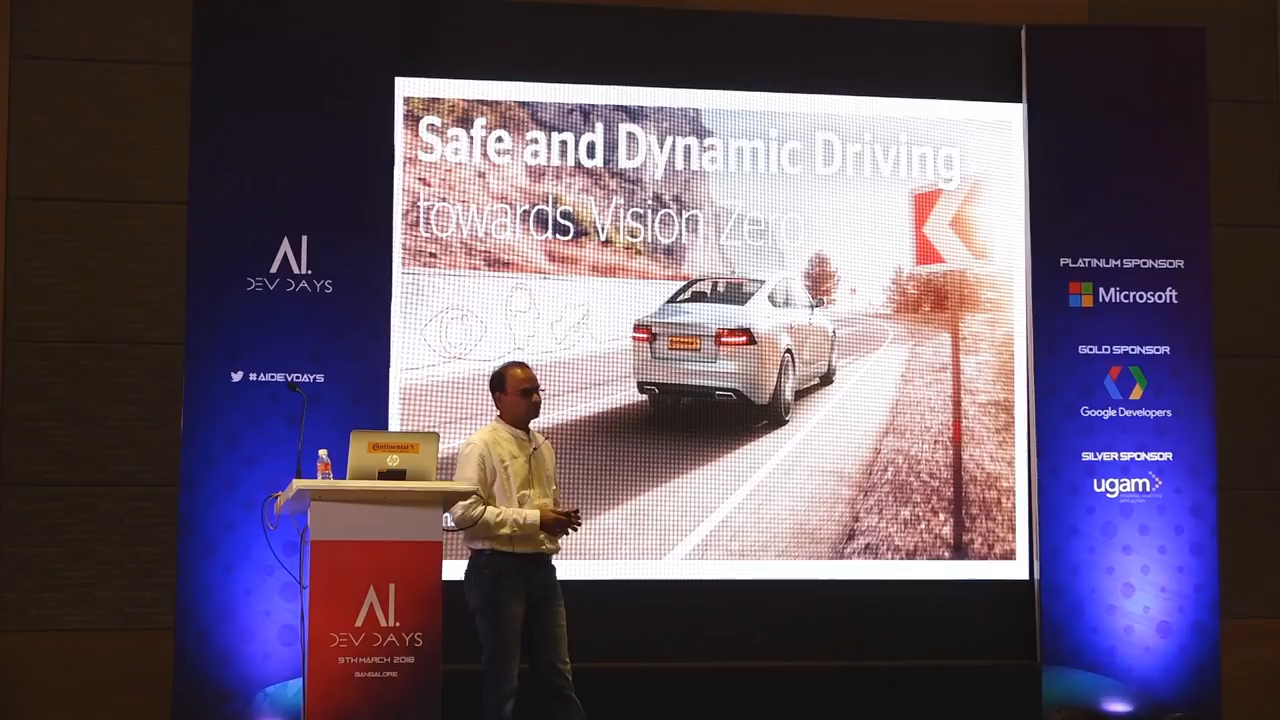 Safe and Dynamic Driving
towards Vision Zero
AI.
DEV DAYS
#AIDEVDAYS
Continental
hp
AI.
DEV DAYS
9TH MARCH 2018
BANGALORE
PLATINUM SPONSOR
Microsoft
GOLD SPONSOR
Google Developers
SILVER SPONSOR
ugam